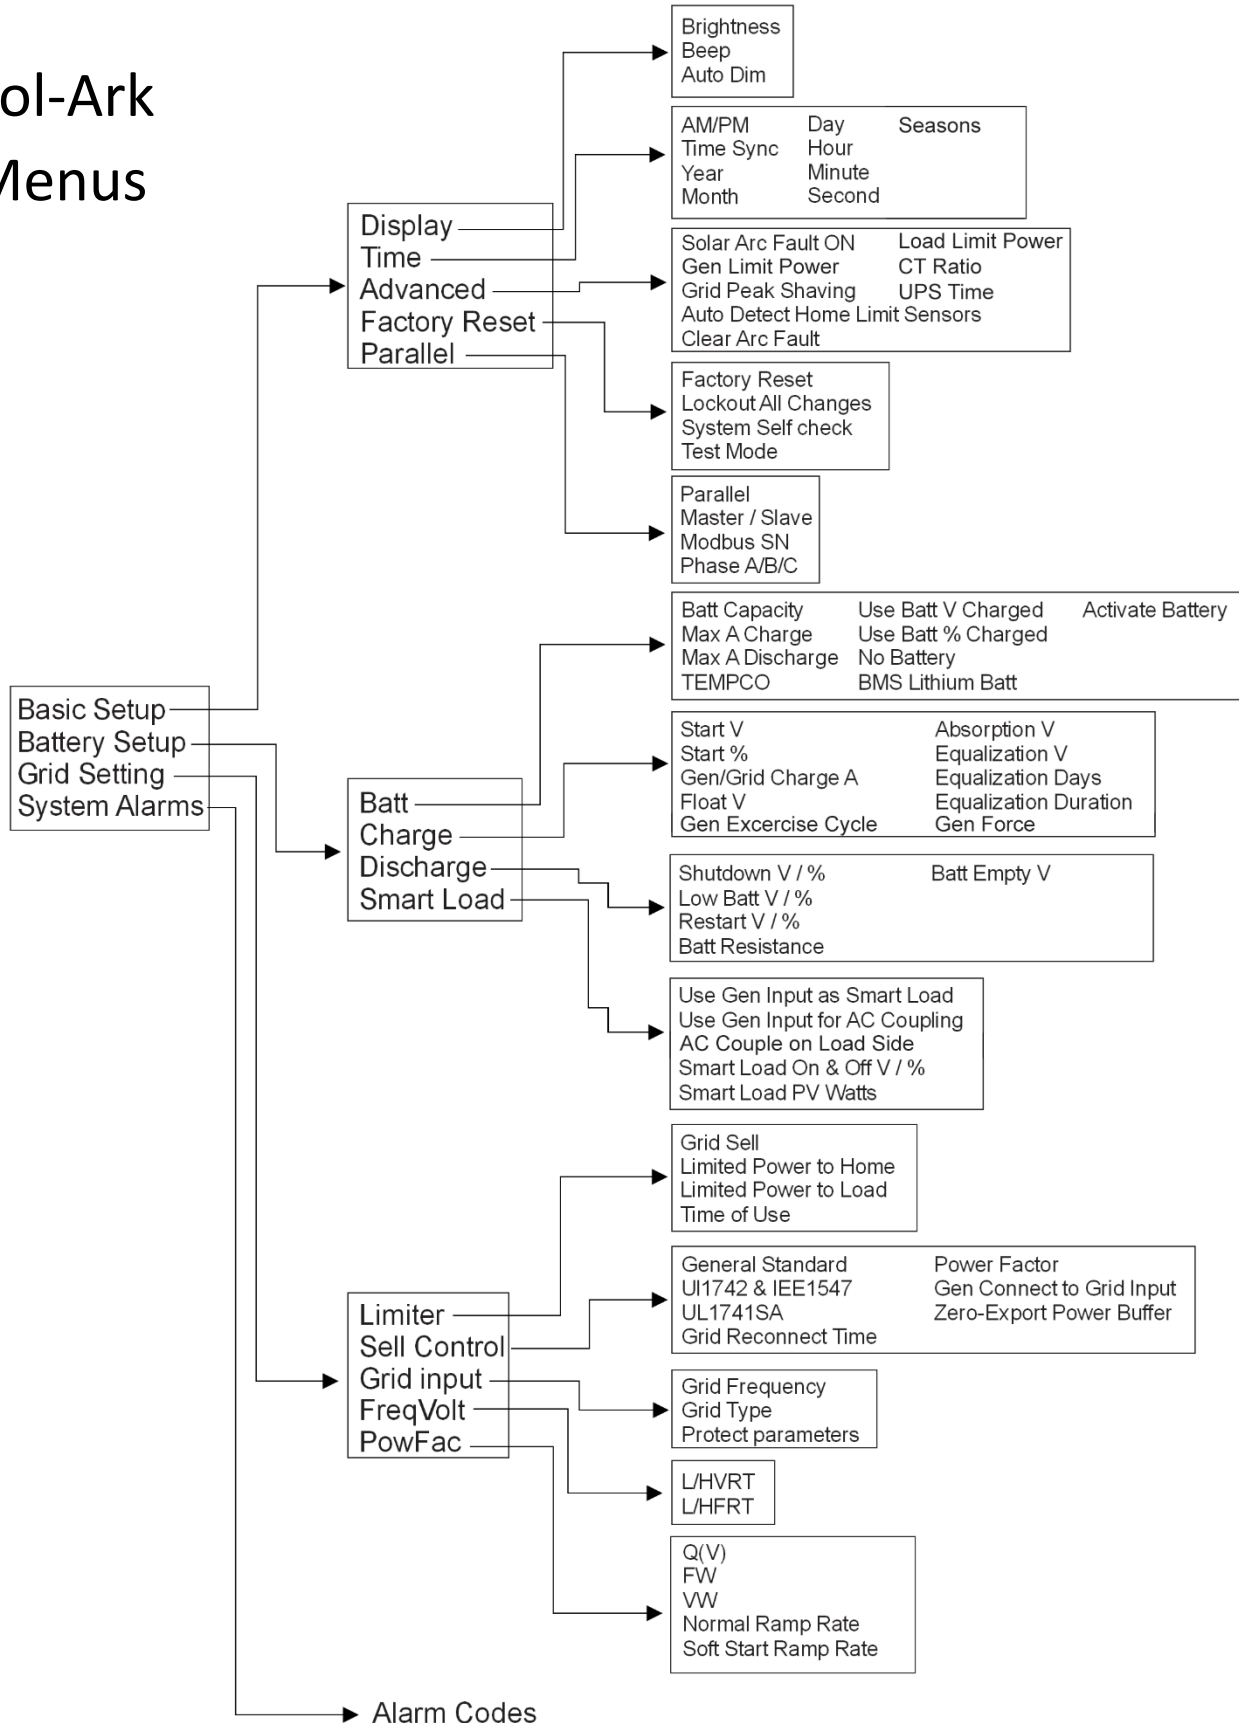 ol-Ark
Menus
Brightness
Beep
Auto Dim
AM/PM Day Seasons
Time Sync Hour
Year Minute
Month Second
Display
Time
Advanced
Factory Reset
Parallel
Solar Arc Fault ON Load Limit Power
Gen Limit Power CT Ratio
Grid Peak Shaving UPS Time
Auto Detect Home Limit Sensors
Clear Arc Fault
Factory Reset
Lockout All Changes
System Self check
Test Mode
Parallel
Master / Slave
Modbus SN
Phase A/B/C
Basic Setup
Battery Setup
Grid Setting
System Alarms
Batt Capacity Use Batt V Charged Activate Battery
Max A Charge Use Batt % Charged
Max A Discharge No Battery
TEMPCO BMS Lithium Batt
Batt
Charge
Discharge
Smart Load
Start V Absorption V
Start % Equalization V
Gen/Grid Charge A Equalization Days
Float V Equalization Duration
Gen Excercise Cycle Gen Force
Shutdown V / % Batt Empty V
Low Batt V / %
Restart V / %
Batt Resistance
Use Gen Input as Smart Load
Use Gen Input for AC Coupling
AC Couple on Load Side
Smart Load On & Off V / %
Smart Load PV Watts
Limiter
Sell Control
Grid input
FreqVolt
PowFac
Grid Sell
Limited Power to Home
Limited Power to Load
Time of Use
General Standard Power Factor
UI1742 & IEE1547 Gen Connect to Grid Input
UL1741SA Zero-Export Power Buffer
Grid Reconnect Time
Grid Frequency
Grid Type
Protect parameters
L/HVRT
L/HFRT
Q(V)
FW
VW
Normal Ramp Rate
Soft Start Ramp Rate
Alarm Codes